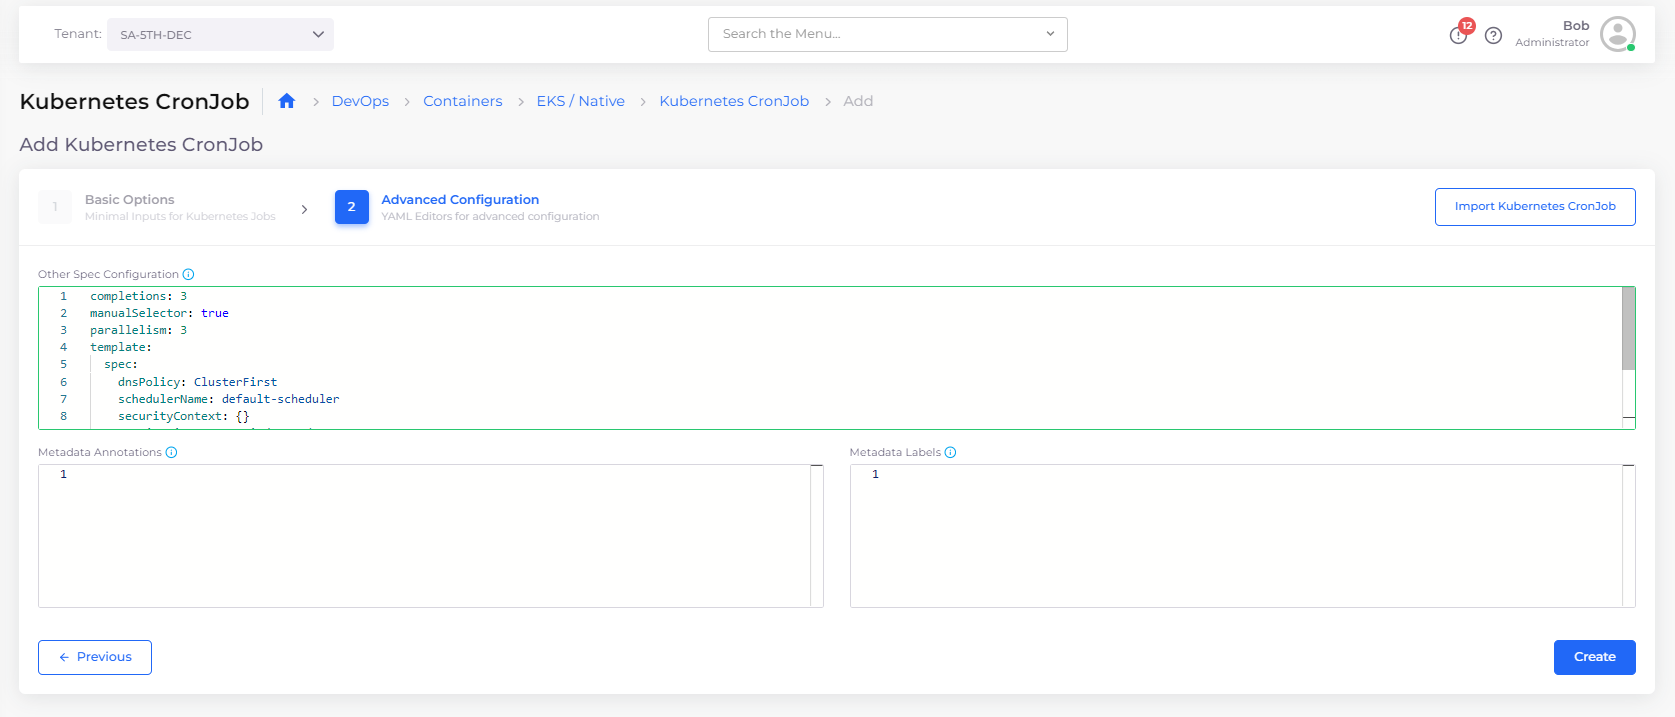 Tenant: SA-5TH-DEC
Search the Menu...
12
Bob
Administrator
Kubernetes CronJob
DevOps > Containers > EKS / Native > Kubernetes CronJob > Add
Add Kubernetes CronJob
1
Basic Options
Minimal Inputs for Kubernetes Jobs
2
Advanced Configuration
YAML Editors for advanced configuration
Import Kubernetes CronJob
Other Spec Configuration
1 completions: 3
2 manualSelector: true
3 parallelism: 3
4 template:
5 spec:
6 dnsPolicy: ClusterFirst
7 schedulerName: default-scheduler
8 securityContext: {}
Metadata Annotations
1
Metadata Labels
1
← Previous
Create